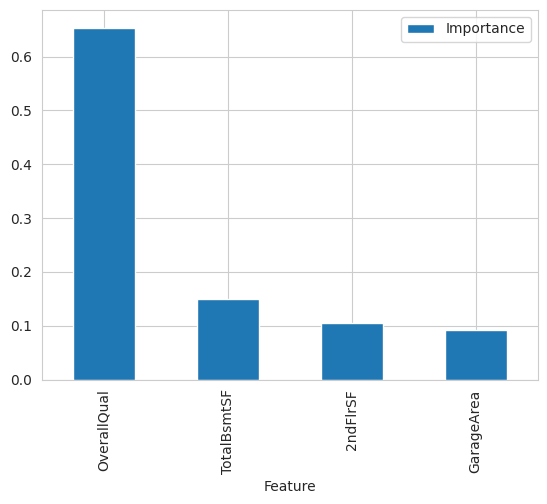 Importance
0.6
0.5
0.4
0.3
0.2
0.1
0.0
OverallQual
TotalBsmtSF
2ndFlrSF
GarageArea
Feature